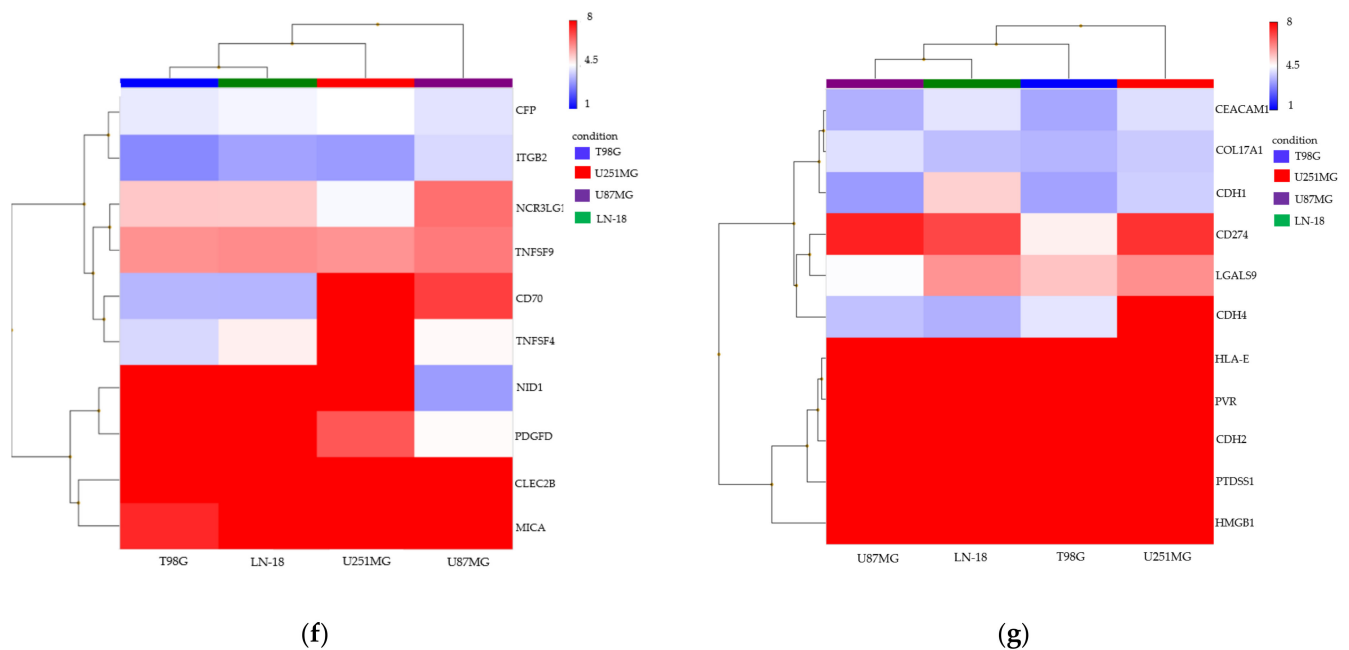 8
4.5
1
condition
T98G
U251MG
U87MG
LN-18
CFP
ITGB2
NCR3LG1
TNFSF9
CD70
TNFSF4
NID1
PDGFD
CLEC2B
MICA
T98G LN-18 U251MG U87MG
(f)
8
4.5
1
condition
T98G
U251MG
U87MG
LN-18
CEACAM1
COL17A1
CDH1
CD274
LGALS9
CDH4
HLA-E
PVR
CDH2
PTDSS1
HMGB1
U87MG LN-18 T98G U251MG
(g)